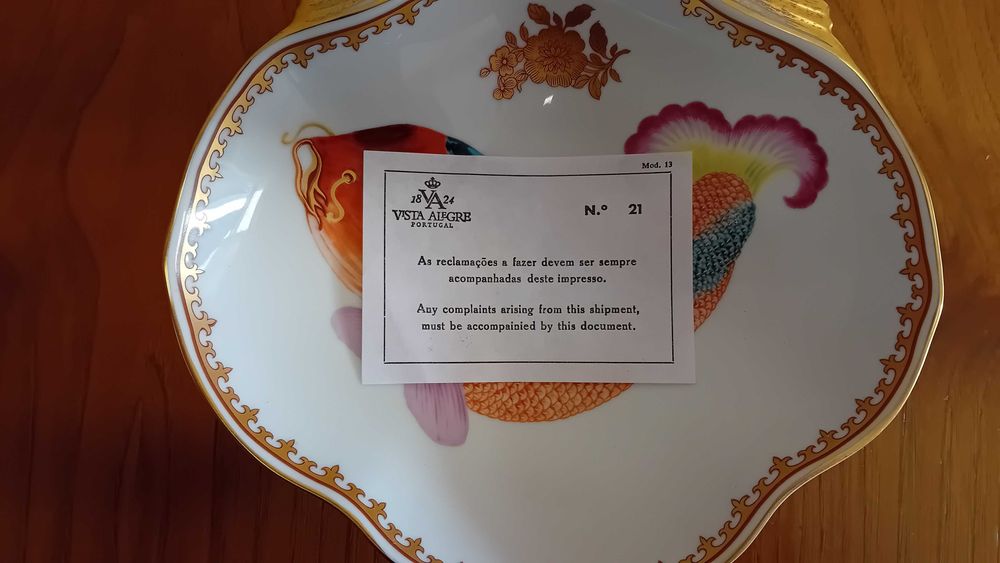 Mod. 13
18 VA 24
VISTA ALEGRE
PORTUGAL
N.º 21
As reclamações a fazer devem ser sempre
acompanhadas deste impresso.
Any complaints arising from this shipment,
must be accompainied by this document.